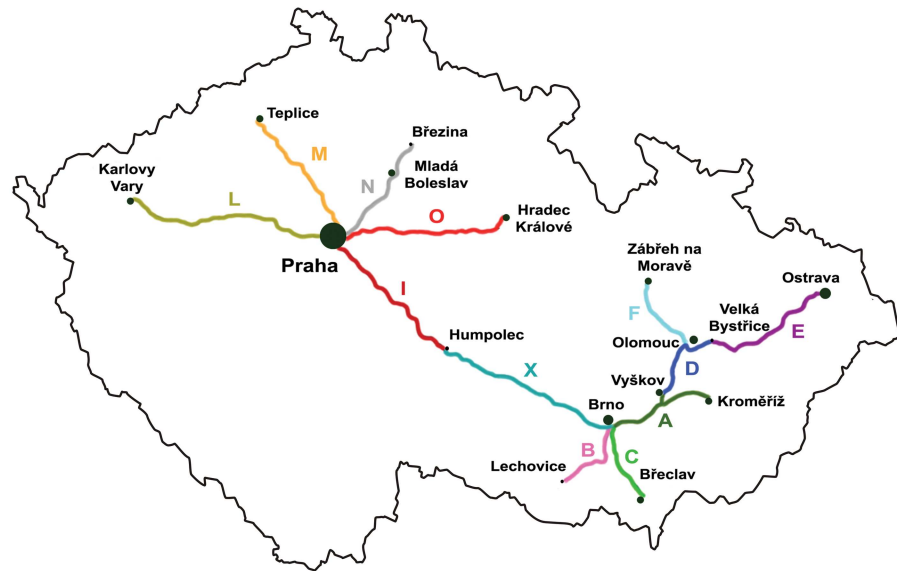 Teplice
Březina
M
Karlovy
Vary
Mladá
Boleslav
N
L
O
Hradec
Králové
Praha
Zábřeh na
Moravě
Ostrava
I
F
Velká
Bystřice
E
Humpolec
Olomouc
X
D
Vyškov
Kroměříž
Brno
A
B
C
Lechovice
Břeclav